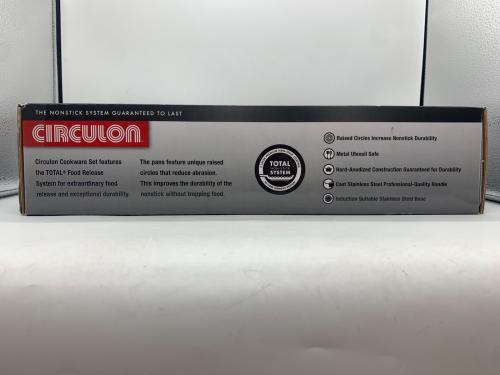 THE NONSTICK SYSTEM GUARANTEED TO LAST
CIRCULON
Circulon Cookware Set features
the TOTAL® Food Release
System for extraordinary food
release and exceptional durability.
The pans feature unique raised
circles that reduce abrasion.
This improves the durability of the
nonstick without trapping food.
TOTAL
SYSTEM
Raised Circles Increase Nonstick Durability
Metal Utensil Safe
Hard-Anodized Construction Guaranteed for Durability
Cast Stainless Steel Professional-Quality Handle
Induction Suitable Stainless Steel Base